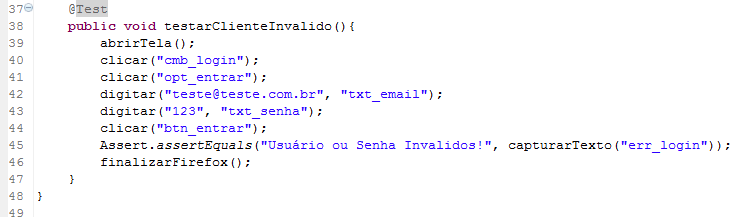 37 @Test
38 public void testarClienteInvalido(){
39 abrirTela();
40 clicar("cmb_login");
41 clicar("opt_entrar");
42 digitar("teste@teste.com.br", "txt_email");
43 digitar("123", "txt_senha");
44 clicar("btn_entrar");
45 Assert.assertEquals("Usuário ou Senha Invalidos!", capturarTexto("err_login"));
46 finalizarFirefox();
47 }
48 }
49